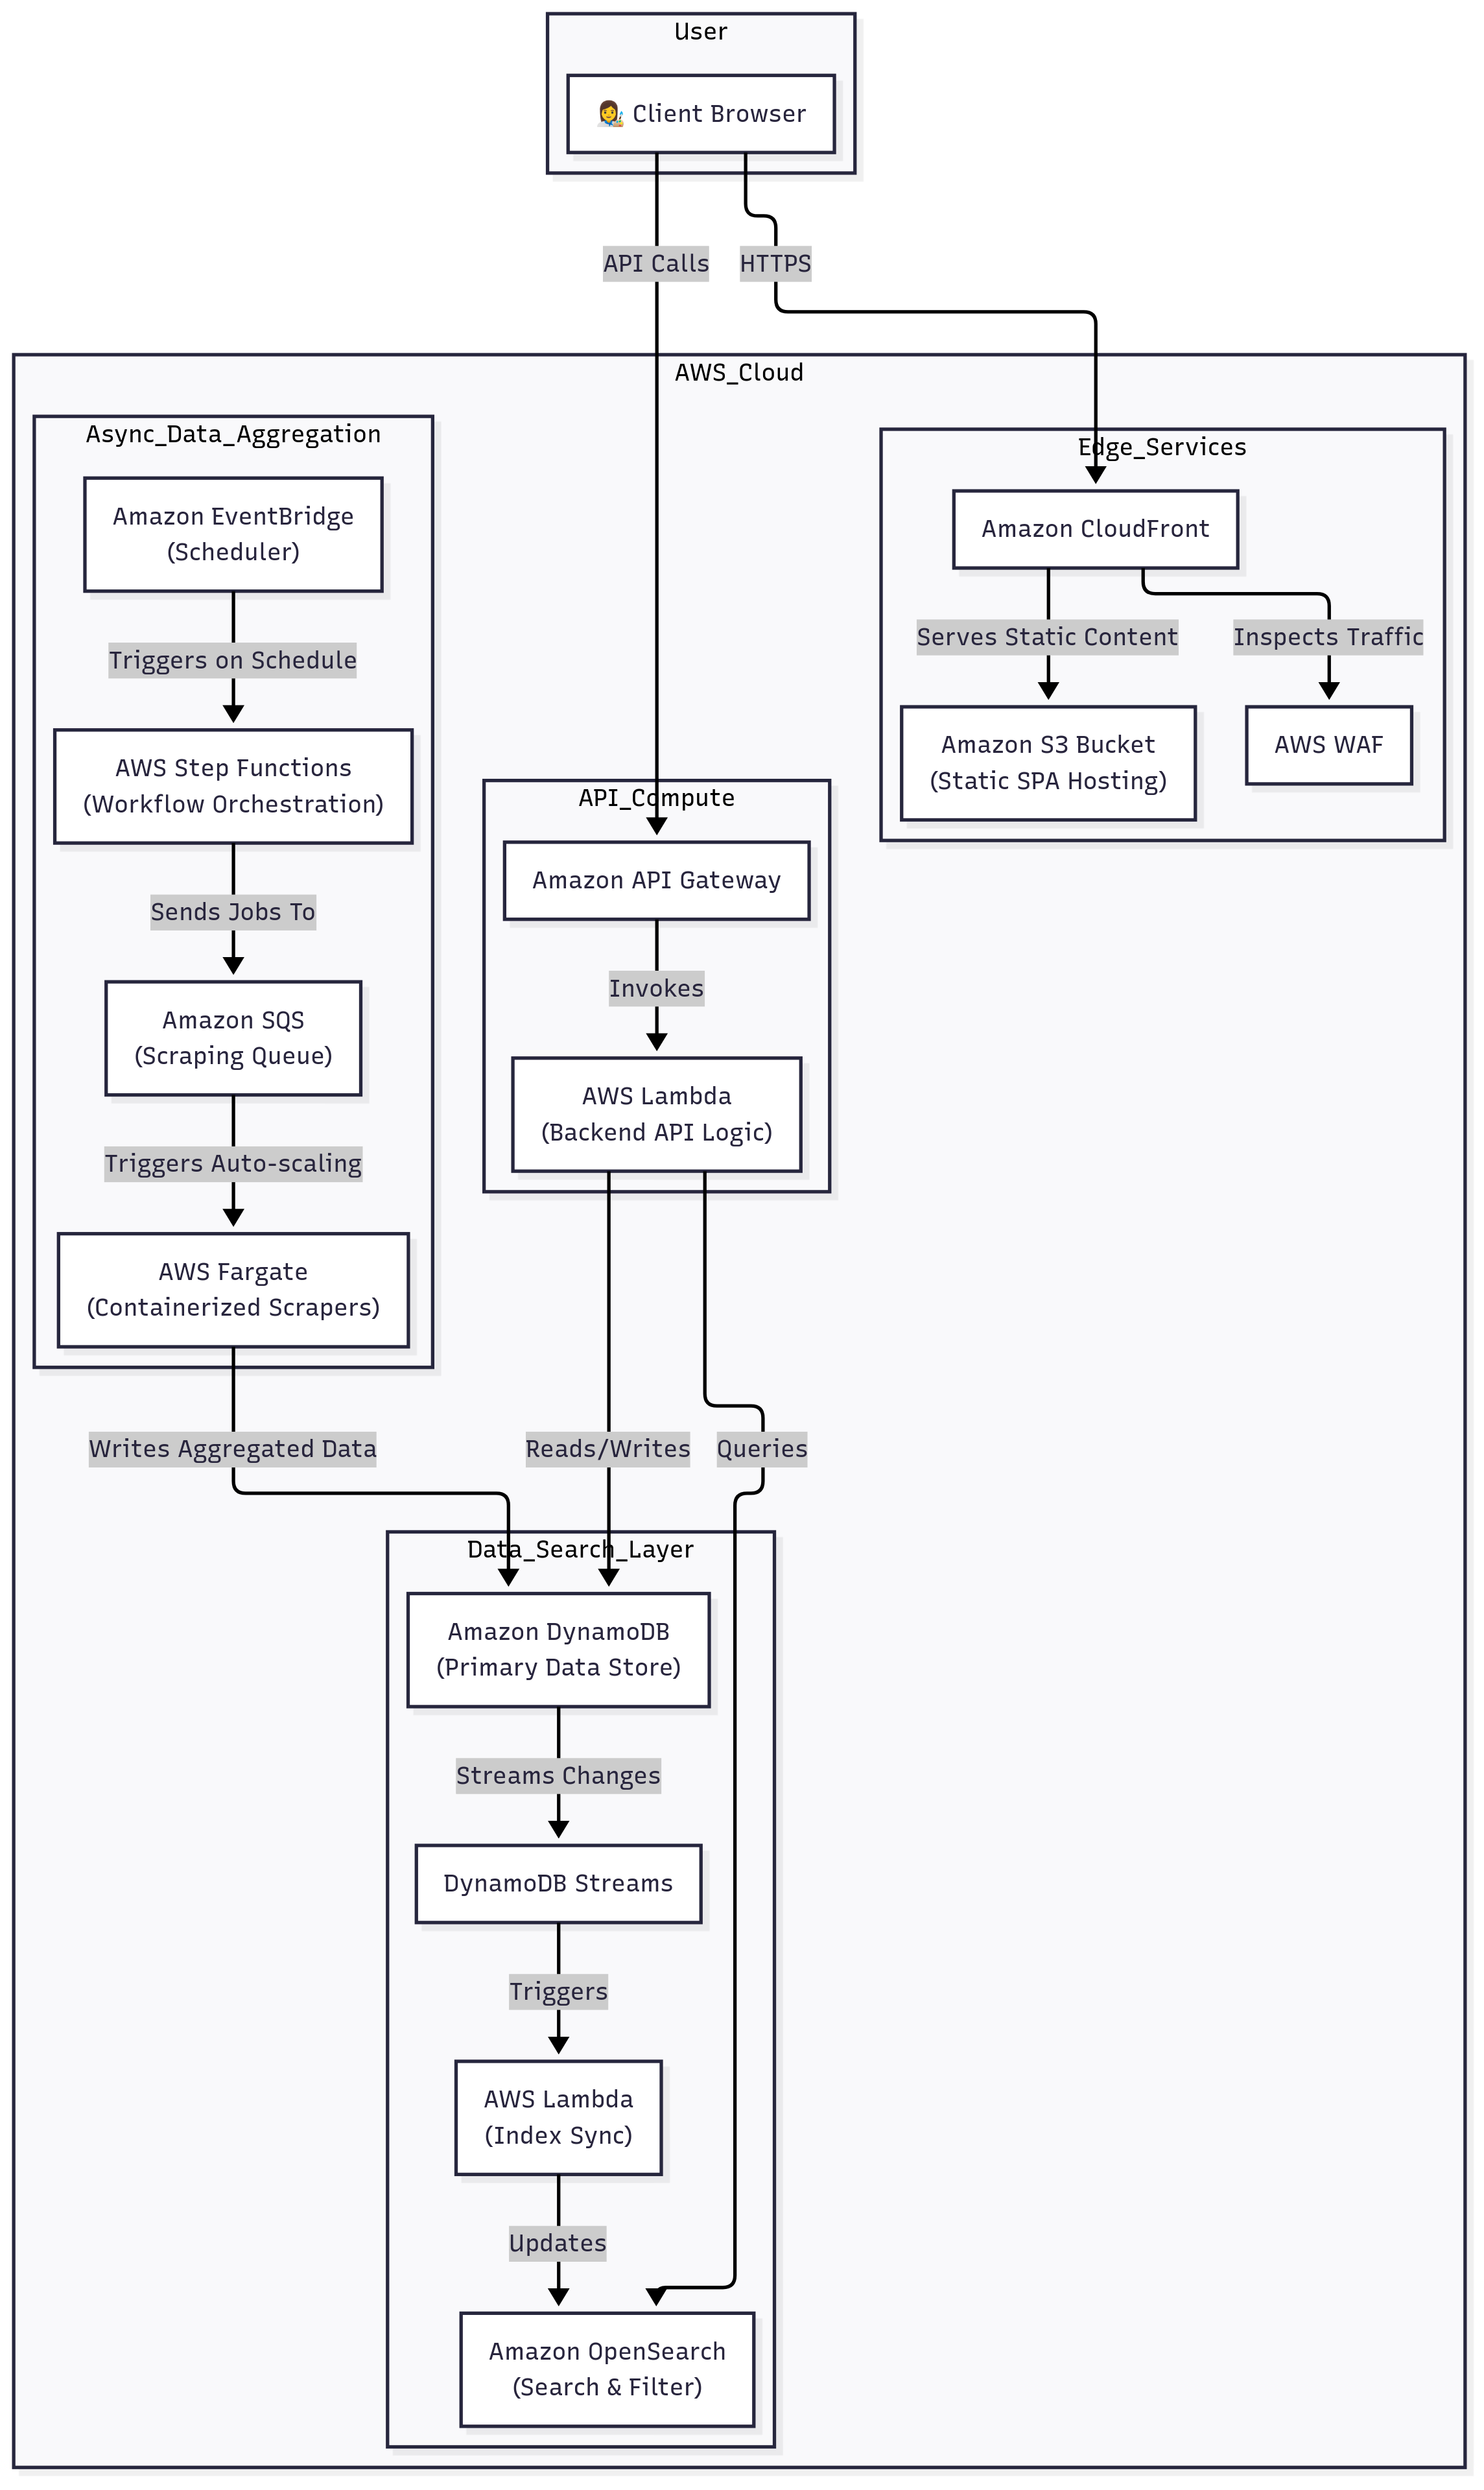 User
Client Browser
API Calls
HTTPS
AWS_Cloud
Async_Data_Aggregation
Amazon EventBridge
(Scheduler)
Triggers on Schedule
AWS Step Functions
(Workflow Orchestration)
Sends Jobs To
Amazon SQS
(Scraping Queue)
Triggers Auto-scaling
AWS Fargate
(Containerized Scrapers)
Writes Aggregated Data
API_Compute
Amazon API Gateway
Invokes
AWS Lambda
(Backend API Logic)
Reads/Writes
Queries
Edge_Services
Amazon CloudFront
Serves Static Content
Inspects Traffic
Amazon S3 Bucket
(Static SPA Hosting)
AWS WAF
Data_Search_Layer
Amazon DynamoDB
(Primary Data Store)
Streams Changes
DynamoDB Streams
Triggers
AWS Lambda
(Index Sync)
Updates
Amazon OpenSearch
(Search & Filter)